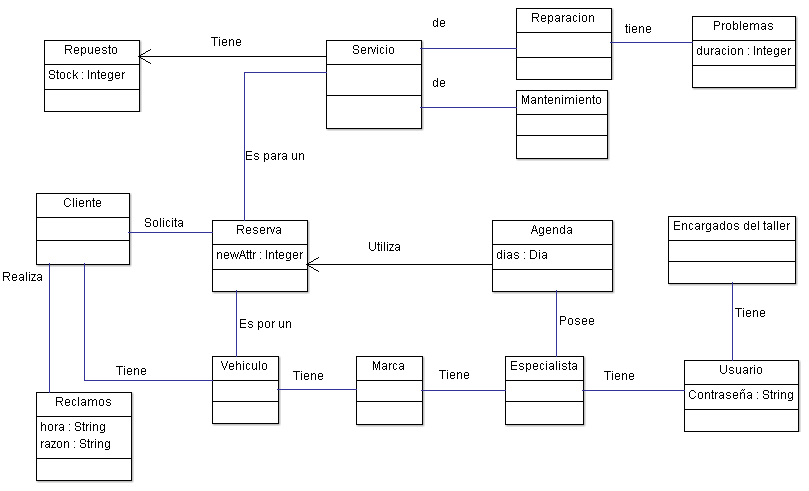 de
Reparacion
Problemas
Repuesto
Tiene
Servicio
tiene
duracion : Integer
Stock : Integer
de
Mantenimiento
Es para un
Cliente
Solicita
Reserva
Agenda
Encargados del taller
newAttr : Integer
Utiliza
dias : Dia
Realiza
Es por un
Posee
Tiene
Tiene
Vehiculo
Tiene
Marca
Tiene
Especialista
Tiene
Usuario
Contraseña : String
Reclamos
hora : String
razon : String